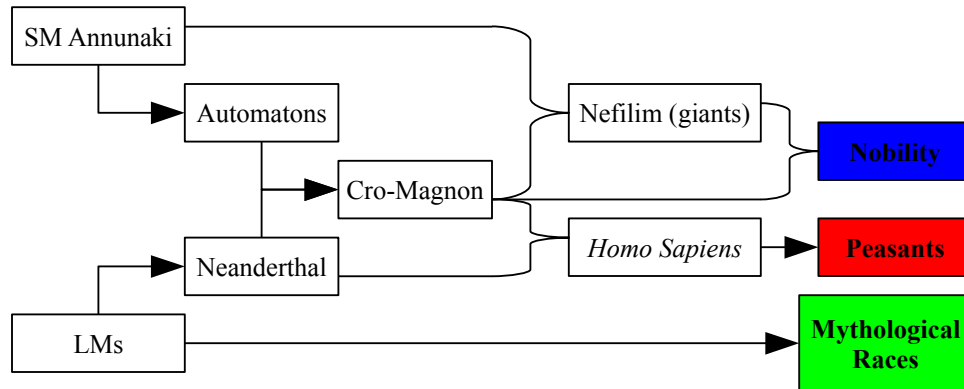 SM Annunaki
Automatons
Nefilim (giants)
Nobility
Cro-Magnon
Neanderthal
Homo Sapiens
Peasants
LMs
Mythological
Races